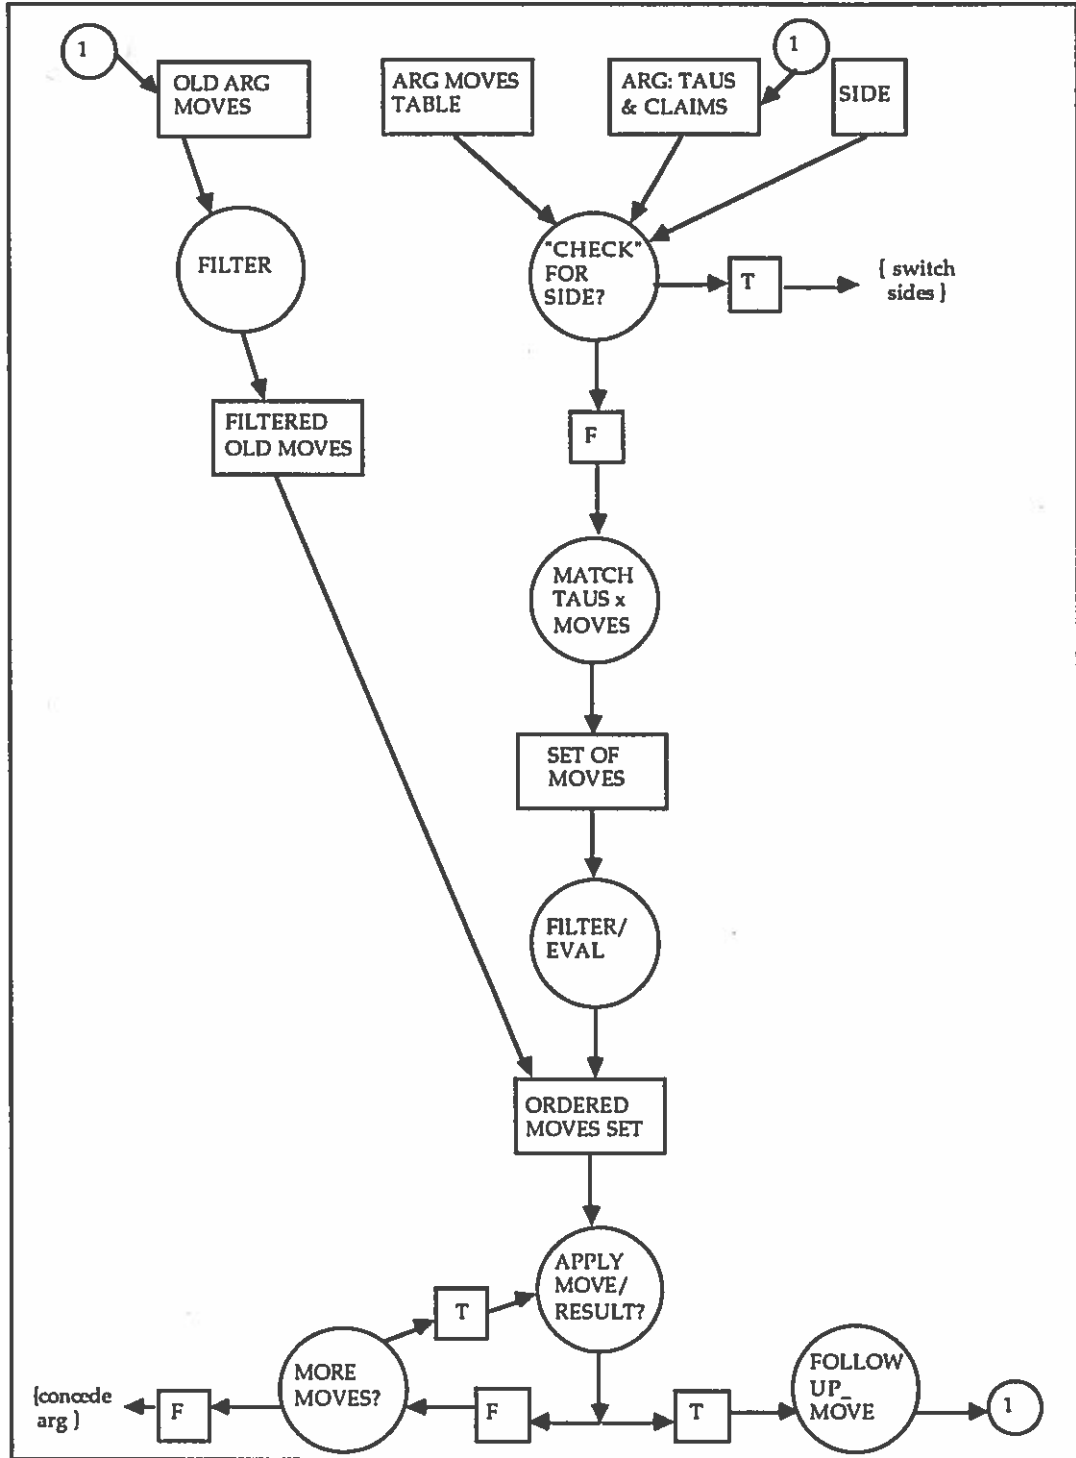 1
OLD ARG
MOVES
ARG MOVES
TABLE
ARG: TAUS
& CLAIMS
1
SIDE
FILTER
"CHECK"
FOR
SIDE?
T
{ switch
sides }
F
FILTERED
OLD MOVES
MATCH
TAUS x
MOVES
SET OF
MOVES
FILTER/
EVAL
ORDERED
MOVES SET
APPLY
MOVE/
RESULT?
T
MORE
MOVES?
{concede
arg }
F
F
T
FOLLOW
UP_
MOVE
1